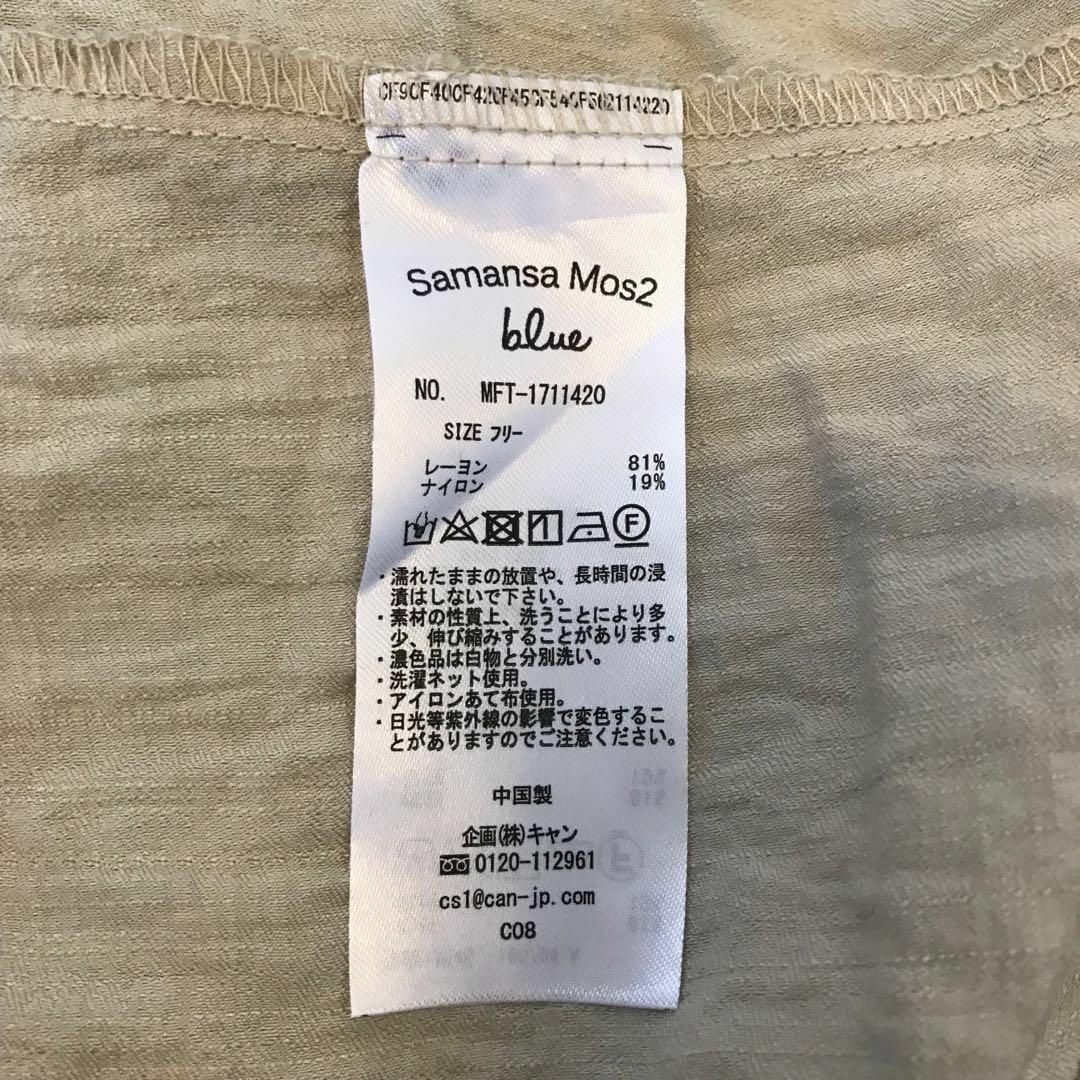 Samansa Mos2
blue
NO. MFT-1711420
SIZE フリー
レーヨン 81%
ナイロン 19%
F
・濡れたままの放置や、長時間の浸
漬はしないで下さい。
・素材の性質上、洗うことにより多
少、伸び縮みすることがあります。
・濃色品は白物と分別洗い。
・洗濯ネット使用。
・アイロンあて布使用。
・日光等紫外線の影響で変色するこ
とがありますのでご注意ください。
中国製
企画(株)キャン
0120-112961
cs1@can-jp.com
C08